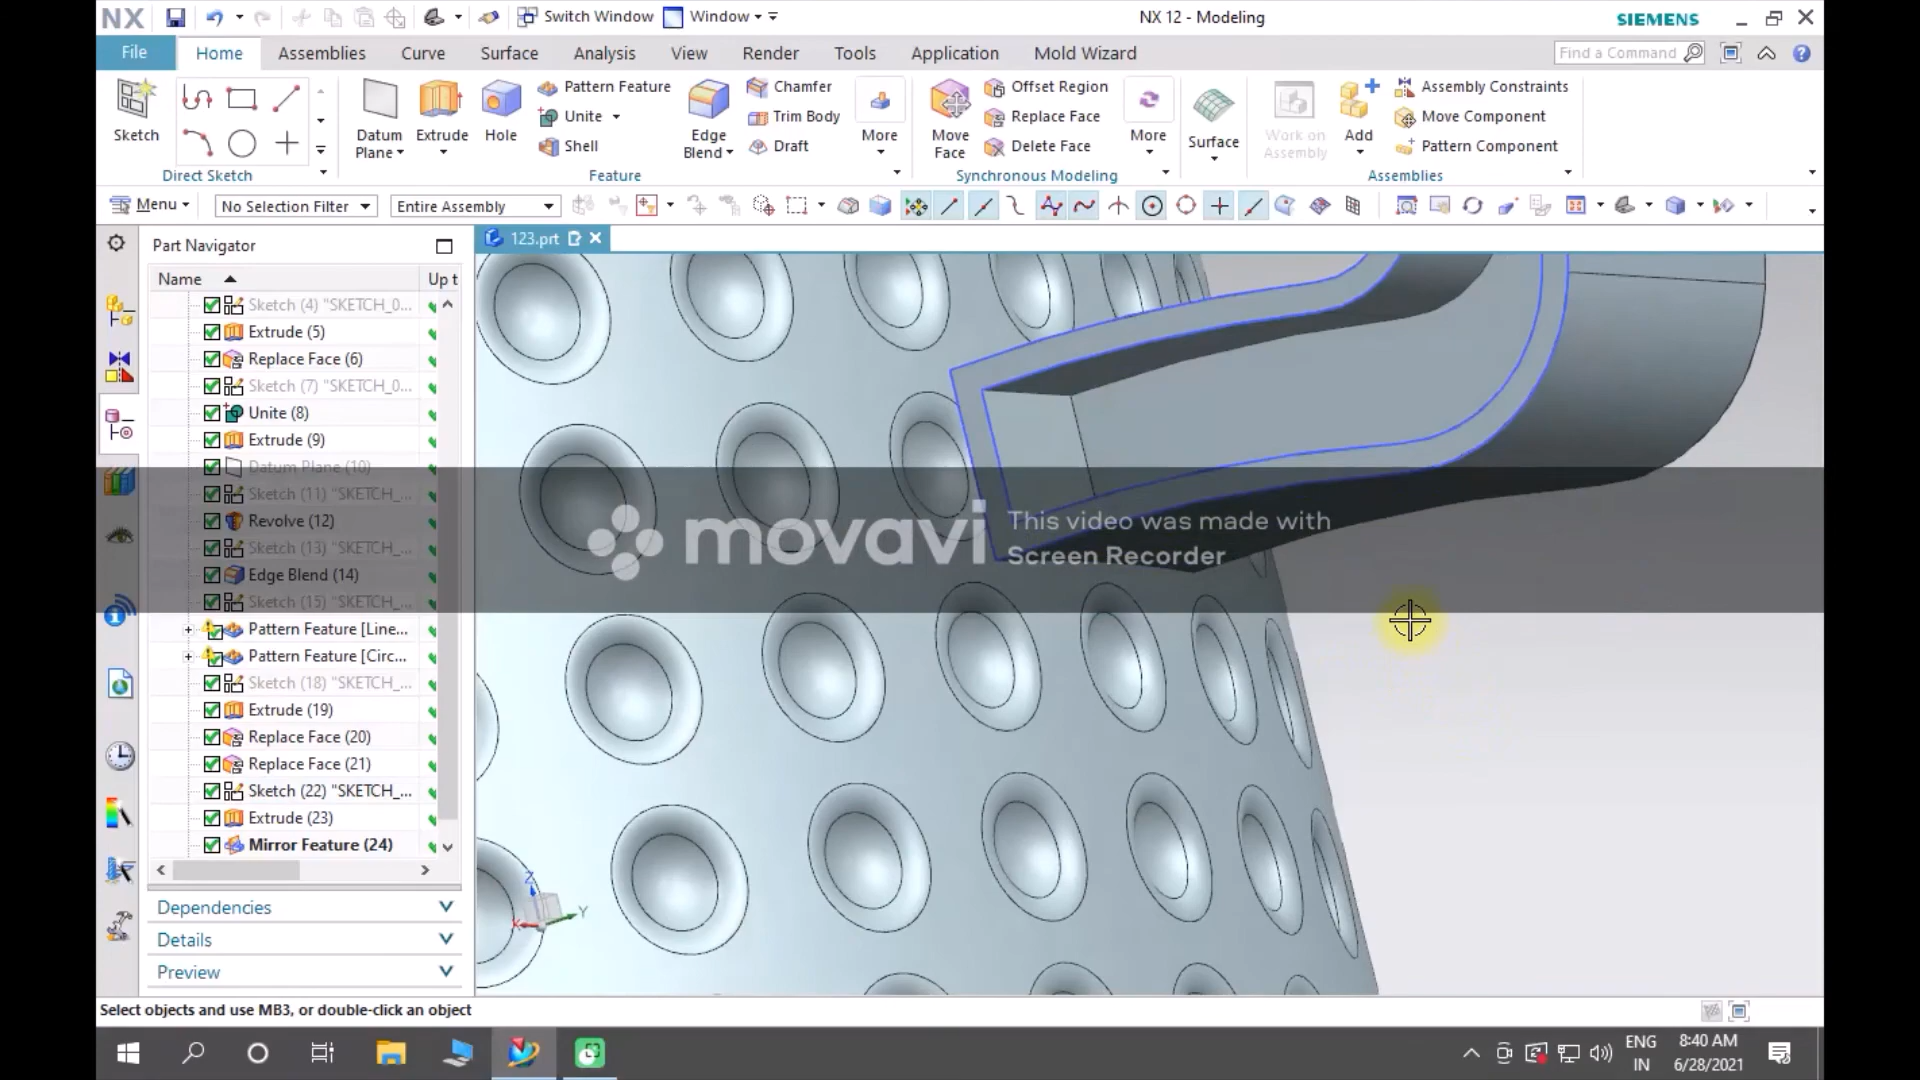 NX
Switch Window
Window
NX 12 - Modeling
SIEMENS
File
Home
Assemblies
Curve
Surface
Analysis
View
Render
Tools
Application
Mold Wizard
Find a Command
Sketch
Direct Sketch
Datum
Plane
Extrude
Hole
Pattern Feature
Unite
Shell
Edge
Blend
Chamfer
Trim Body
Draft
More
Feature
Move
Face
Offset Region
Replace Face
Delete Face
More
Synchronous Modeling
Surface
Work on
Assembly
Add
Assembly Constraints
Move Component
Pattern Component
Assemblies
Menu
No Selection Filter
Entire Assembly
Part Navigator
123.prt
Name
Up t
Sketch (4) "SKETCH_0...
Extrude (5)
Replace Face (6)
Sketch (7) "SKETCH_0...
Unite (8)
Extrude (9)
Datum Plane (10)
Sketch (11) "SKETCH_...
Revolve (12)
Sketch (13) "SKETCH_...
Edge Blend (14)
Sketch (15) "SKETCH_...
Pattern Feature [Line...
Pattern Feature [Circ...
Sketch (18) "SKETCH_...
Extrude (19)
Replace Face (20)
Replace Face (21)
Sketch (22) "SKETCH_...
Extrude (23)
Mirror Feature (24)
Dependencies
Details
Preview
movavi
This video was made with
Screen Recorder
Z
Y
X
Select objects and use MB3, or double-click an object
ENG
IN
8:40 AM
6/28/2021